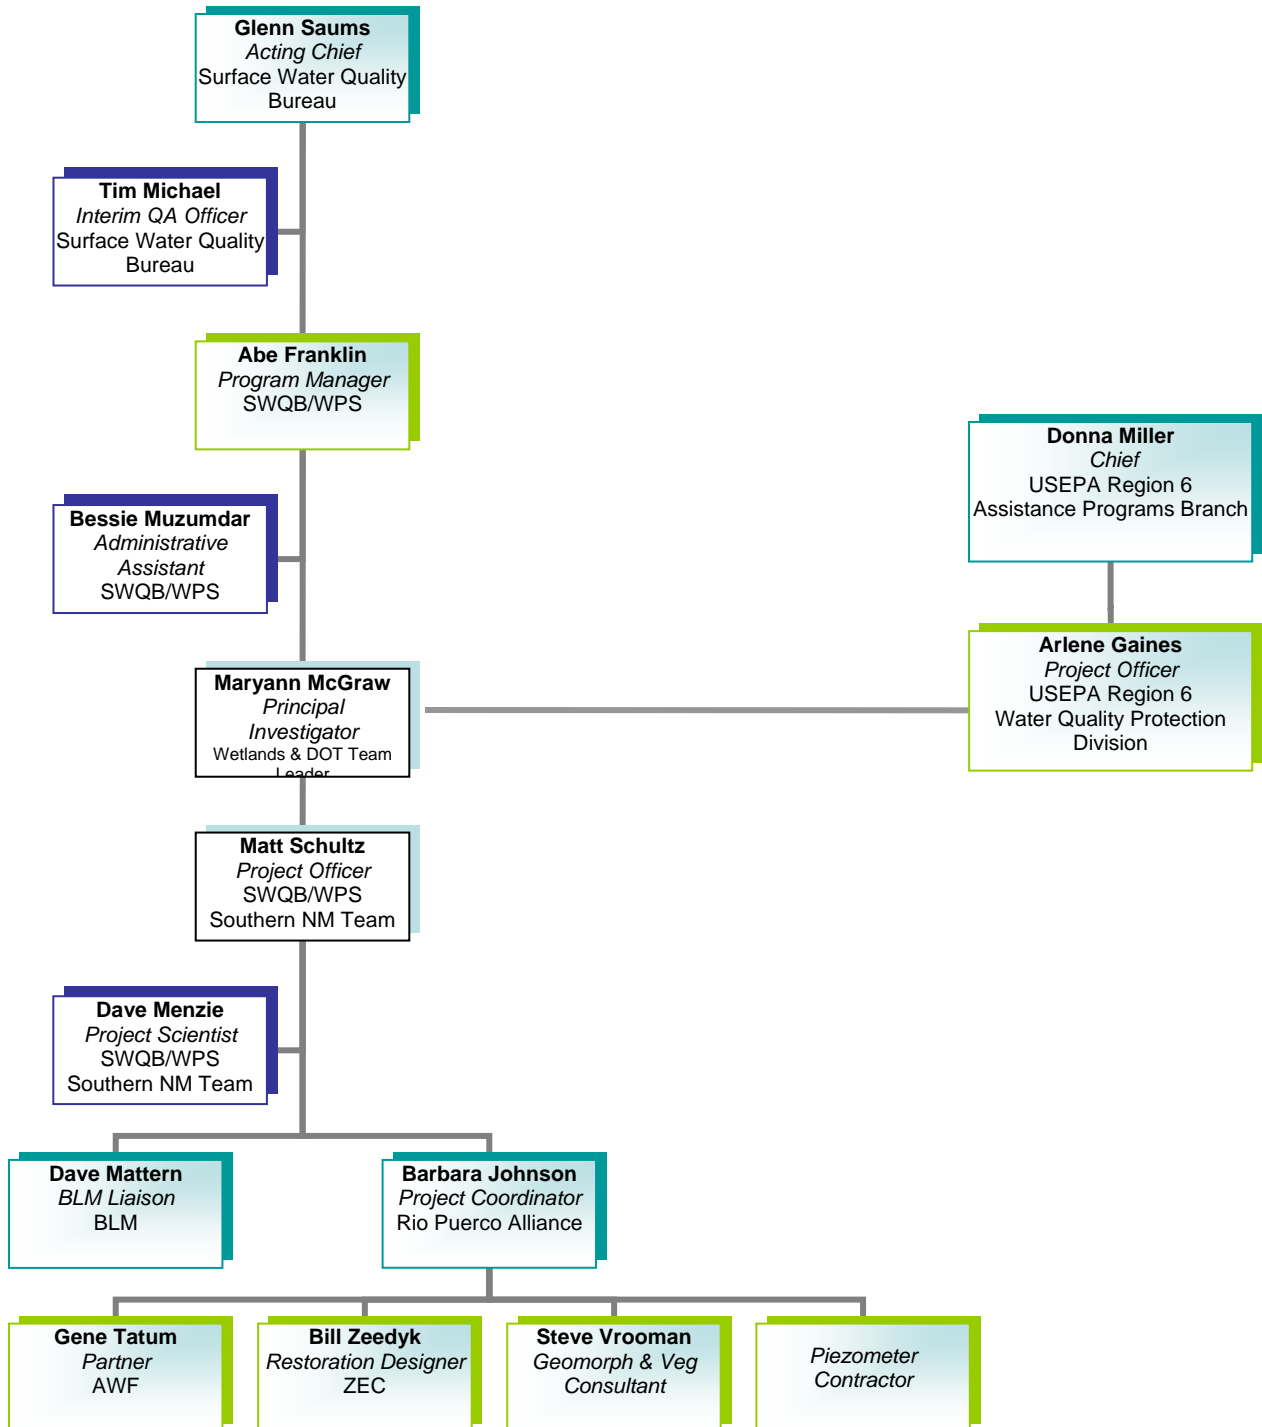 Glenn Saums
Acting Chief
Surface Water Quality
Bureau
Tim Michael
Interim QA Officer
Surface Water Quality
Bureau
Abe Franklin
Program Manager
SWQB/WPS
Donna Miller
Chief
USEPA Region 6
Assistance Programs Branch
Bessie Muzumdar
Administrative
Assistant
SWQB/WPS
Arlene Gaines
Project Officer
USEPA Region 6
Water Quality Protection
Division
Maryann McGraw
Principal
Investigator
Wetlands & DOT Team
Leader
Matt Schultz
Project Officer
SWQB/WPS
Southern NM Team
Dave Menzie
Project Scientist
SWQB/WPS
Southern NM Team
Dave Mattern
BLM Liaison
BLM
Barbara Johnson
Project Coordinator
Rio Puerco Alliance
Gene Tatum
Partner
AWF
Bill Zeedyk
Restoration Designer
ZEC
Steve Vrooman
Geomorph & Veg
Consultant
Piezometer
Contractor